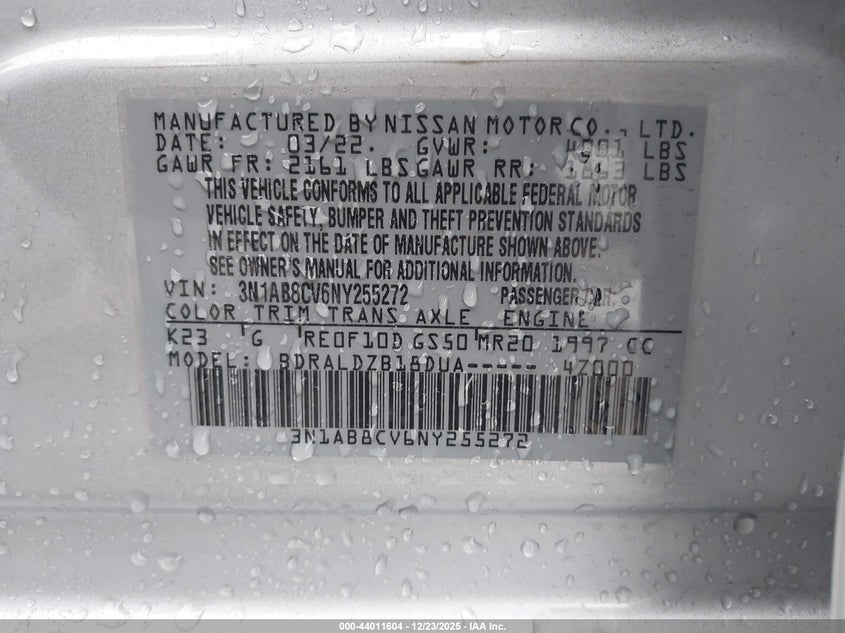 MANUFACTURED BY NISSAN MOTOR CO., LTD.
DATE: 03/22. GVWR: LBS
GAWR FR: 2161 LBS GAWR RR: LBS
THIS VEHICLE CONFORMS TO ALL APPLICABLE FEDERAL MOTOR
VEHICLE SAFETY, BUMPER AND THEFT PREVENTION STANDARDS
IN EFFECT ON THE DATE OF MANUFACTURE SHOWN ABOVE.
SEE OWNER'S MANUAL FOR ADDITIONAL INFORMATION.
VIN: 3N1AB8CV6NY255272 PASSENGER CAR
COLOR TRIM TRANS AXLE ENGINE
K23 G RE0F10D GS50 MR20 1997 CC
MODEL: BDRALDZB18DUA----- 47000
3N1AB8CV6NY255272
000-44011604 - 12/23/2025 - IAA Inc.